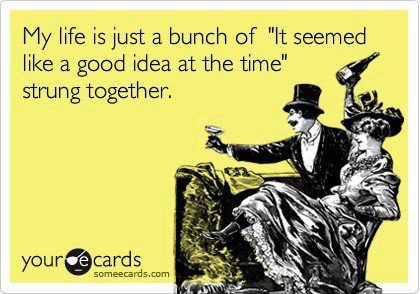 My life is just a bunch of "It seemed
like a good idea at the time"
strung together.
your e cards
someecards.com